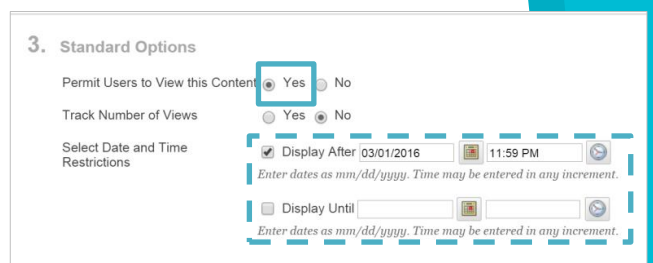 3. Standard Options
Permit Users to View this Content Yes No
Track Number of Views Yes No
Select Date and Time
Restrictions
Display After 03/01/2016 11:59 PM
Enter dates as mm/dd/yyyy. Time may be entered in any increment.
Display Until
Enter dates as mm/dd/yyyy. Time may be entered in any increment.